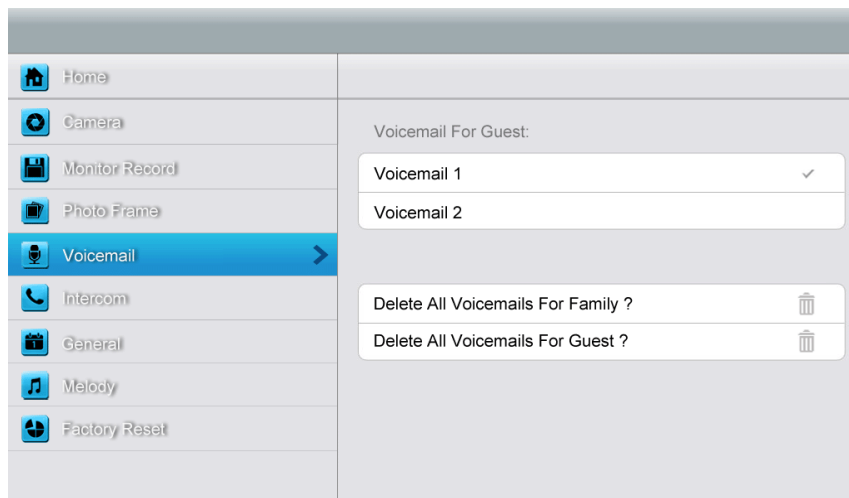 Home
Camera
Monitor Record
Photo Frame
Voicemail
Intercom
General
Melody
Factory Reset
Voicemail For Guest:
Voicemail 1
Voicemail 2
Delete All Voicemails For Family ?
Delete All Voicemails For Guest ?